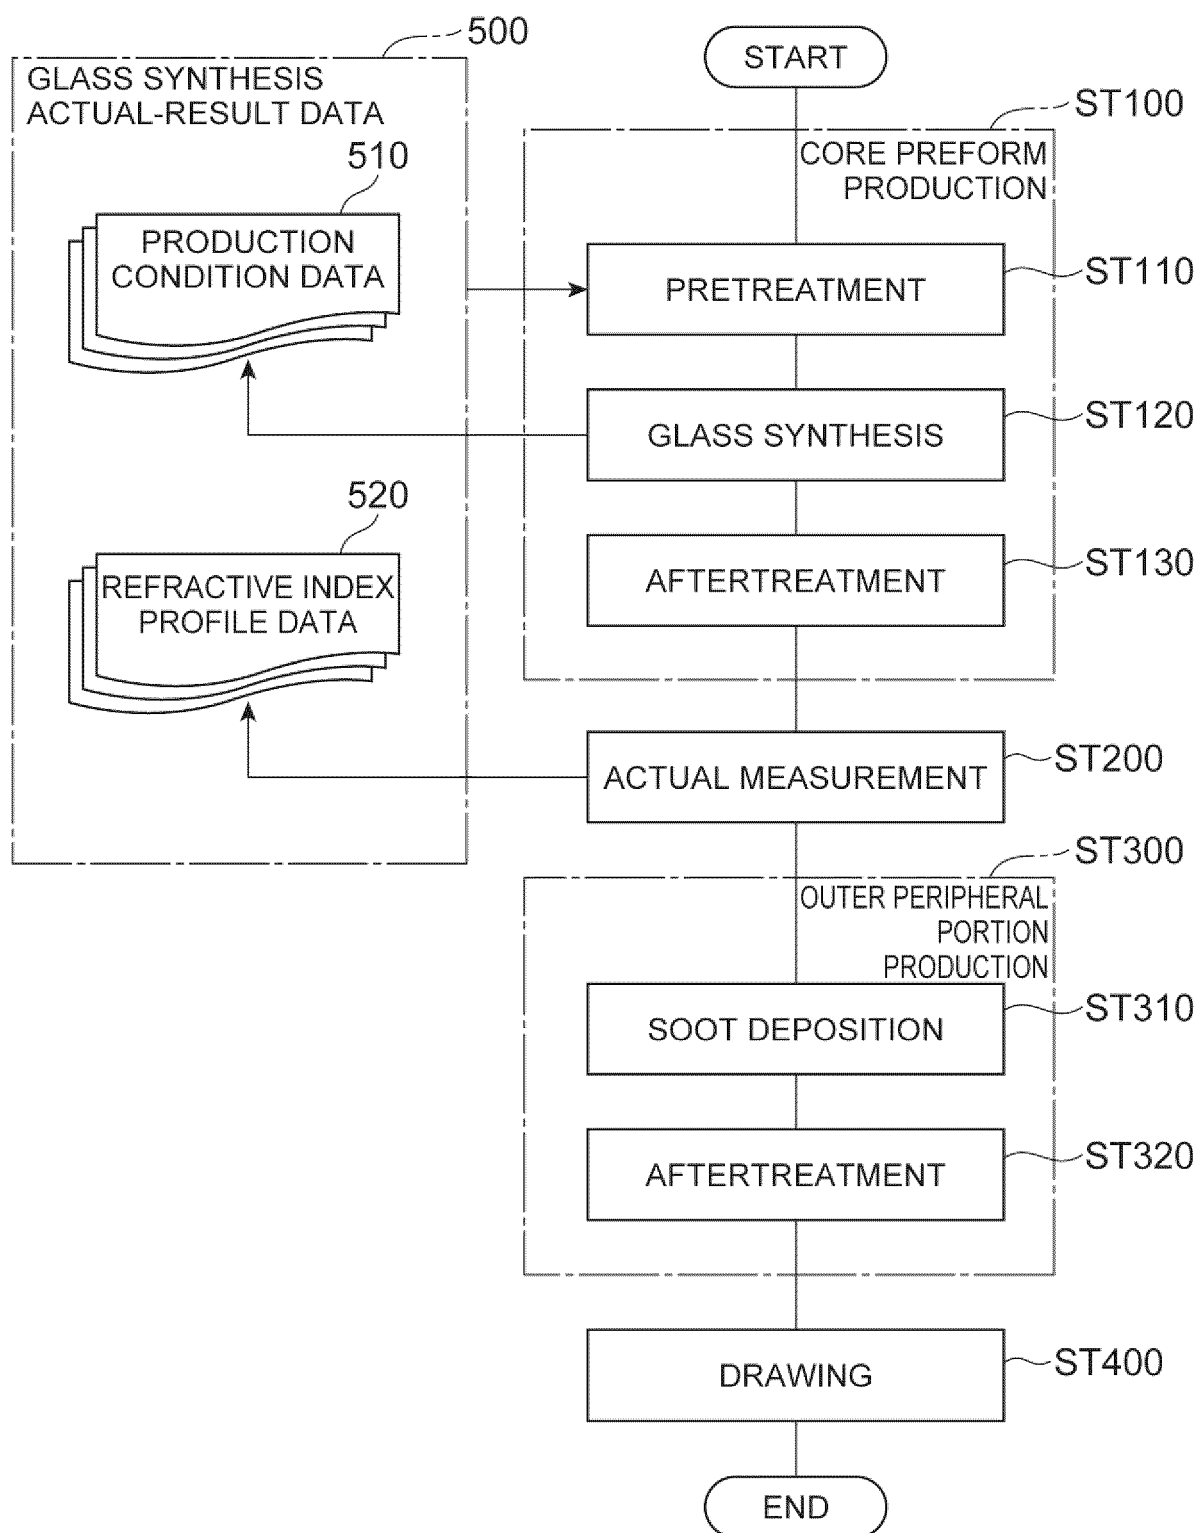 500
GLASS SYNTHESIS
ACTUAL-RESULT DATA
510
PRODUCTION
CONDITION DATA
520
REFRACTIVE INDEX
PROFILE DATA
START
ST100
CORE PREFORM
PRODUCTION
PRETREATMENT
ST110
GLASS SYNTHESIS
ST120
AFTERTREATMENT
ST130
ACTUAL MEASUREMENT
ST200
ST300
OUTER PERIPHERAL
PORTION
PRODUCTION
SOOT DEPOSITION
ST310
AFTERTREATMENT
ST320
DRAWING
ST400
END